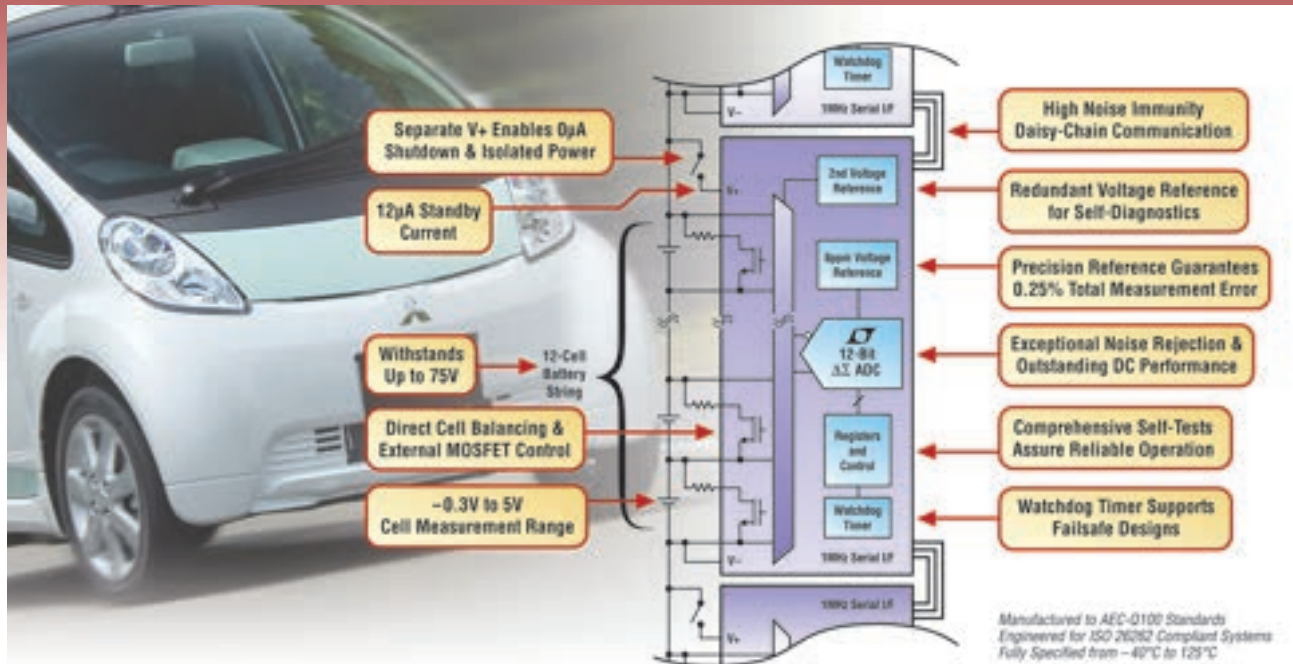 Watchdog
Timer
V−
1MHz Serial I/F
High Noise Immunity
Daisy-Chain Communication
Separate V+ Enables 0µA
Shutdown & Isolated Power
V+
2nd Voltage
Reference
Redundant Voltage Reference
for Self-Diagnostics
12µA Standby
Current
8ppm Voltage
Reference
Precision Reference Guarantees
0.25% Total Measurement Error
Withstands
Up to 75V
12-Cell
Battery
String
12-Bit
ΔΣ ADC
Exceptional Noise Rejection &
Outstanding DC Performance
Direct Cell Balancing &
External MOSFET Control
Registers
and
Control
Comprehensive Self-Tests
Assure Reliable Operation
−0.3V to 5V
Cell Measurement Range
Watchdog
Timer
Watchdog Timer Supports
Failsafe Designs
V−
1MHz Serial I/F
1MHz Serial I/F
V+
Manufactured to AEC-Q100 Standards
Engineered for ISO 26262 Compliant Systems
Fully Specified from −40°C to 125°C